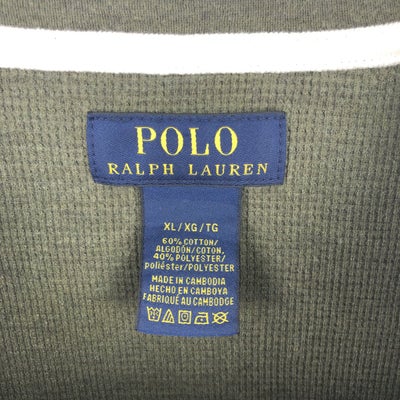 POLO
RALPH LAUREN
XL / XG / TG
60% COTTON/
ALGODÓN/COTON,
40% POLYESTER/
poliéster/POLYESTER
MADE IN CAMBODIA
HECHO EN CAMBOYA
FABRIQUÉ AU CAMBODGE